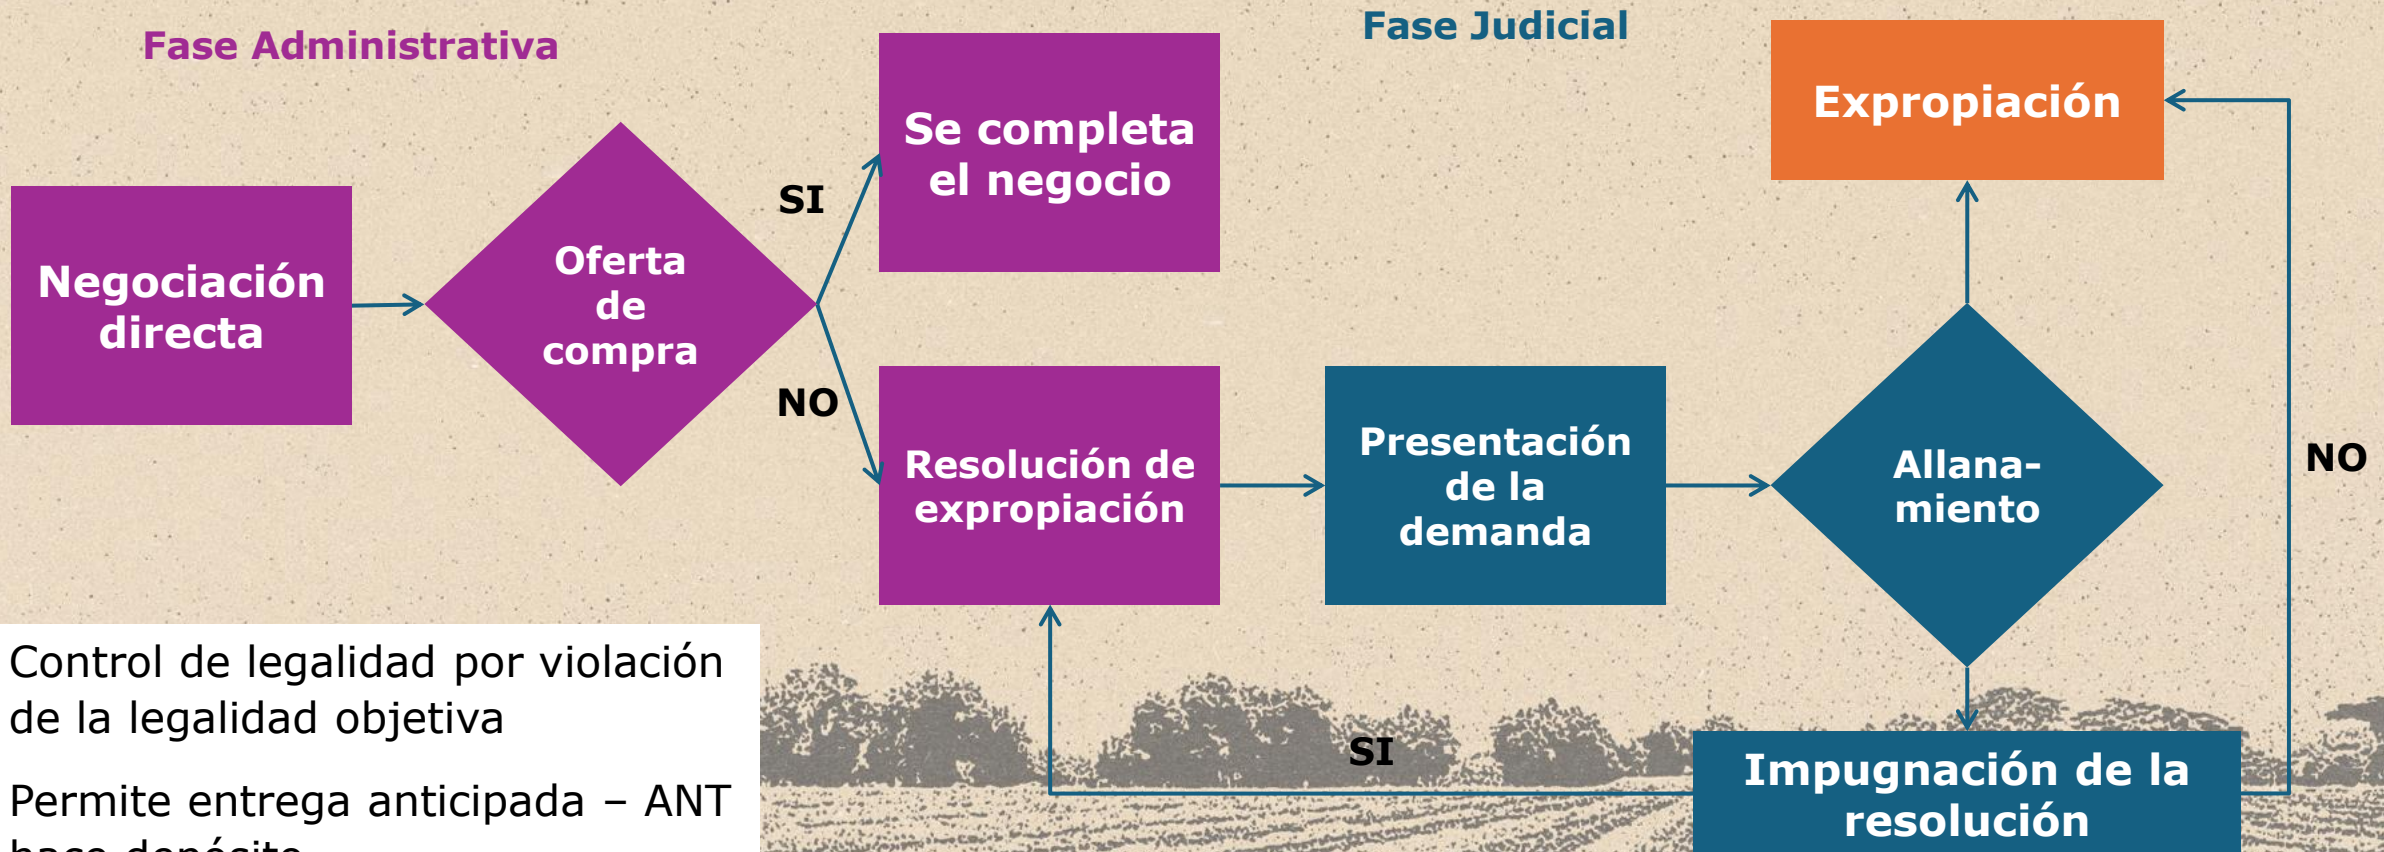 Fase Administrativa
Fase Judicial
Negociación
directa
Oferta
de
compra
SI
NO
Se completa
el negocio
Resolución de
expropiación
Presentación
de la
demanda
Allana-
miento
Expropiación
NO
SI
Impugnación de la
resolución
Control de legalidad por violación
de la legalidad objetiva
Permite entrega anticipada – ANT